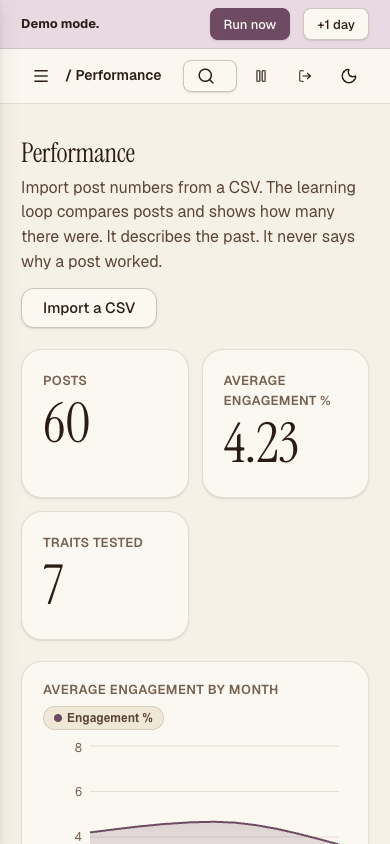 Demo mode.
Run now
+1 day
/ Performance
Performance
Import post numbers from a CSV. The learning
loop compares posts and shows how many
there were. It describes the past. It never says
why a post worked.
Import a CSV
POSTS
60
AVERAGE
ENGAGEMENT %
4.23
TRAITS TESTED
7
AVERAGE ENGAGEMENT BY MONTH
Engagement %
8
6
4